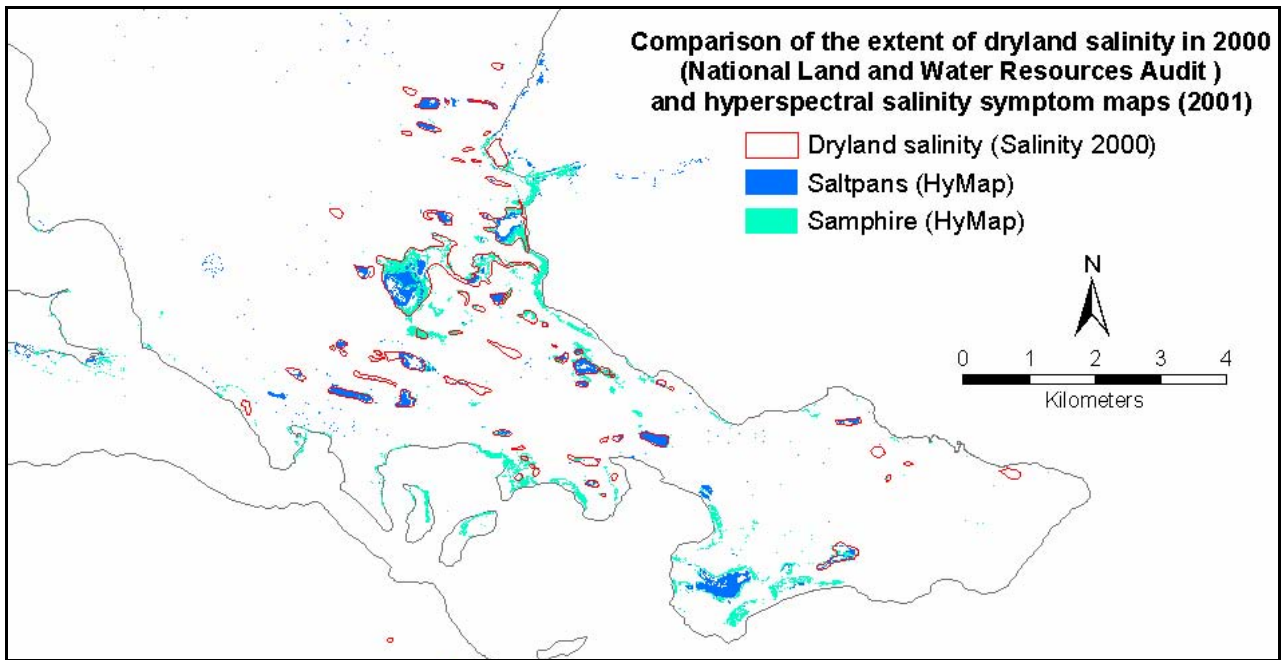 Comparison of the extent of dryland salinity in 2000
(National Land and Water Resources Audit )
and hyperspectral salinity symptom maps (2001)
Dryland salinity (Salinity 2000)
Saltpans (HyMap)
Samphire (HyMap)
N
0 1 2 3 4
Kilometers